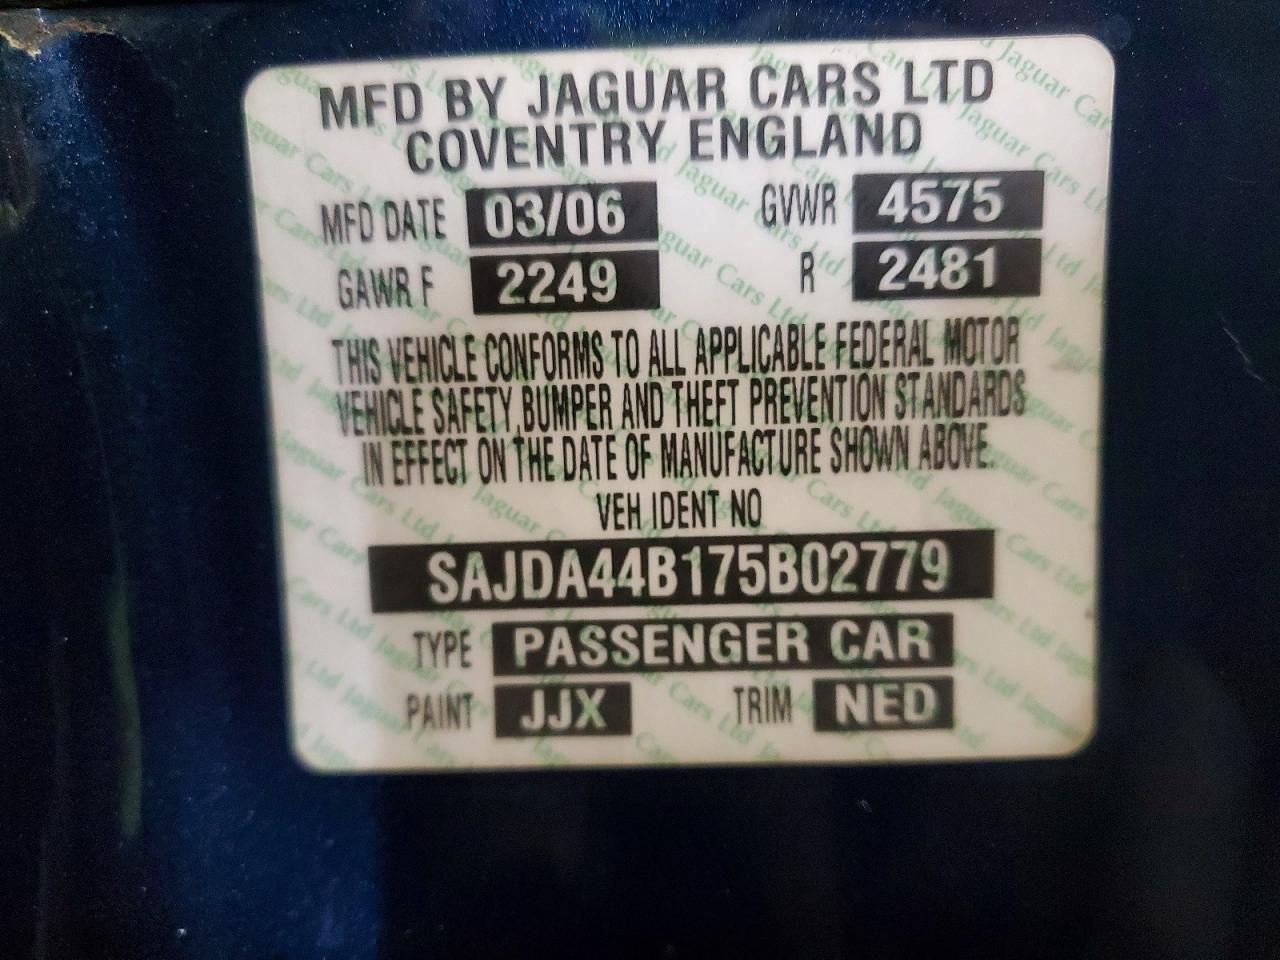 MFD BY JAGUAR CARS LTD
COVENTRY ENGLAND
MFD DATE 03/06 GVWR 4575
GAWR F 2249 R 2481
THIS VEHICLE CONFORMS TO ALL APPLICABLE FEDERAL MOTOR
VEHICLE SAFETY,BUMPER AND THEFT PREVENTION STANDARDS
IN EFFECT ON THE DATE OF MANUFACTURE SHOWN ABOVE.
VEH IDENT NO
SAJDA44B175B02779
TYPE PASSENGER CAR
PAINT JJX TRIM NED